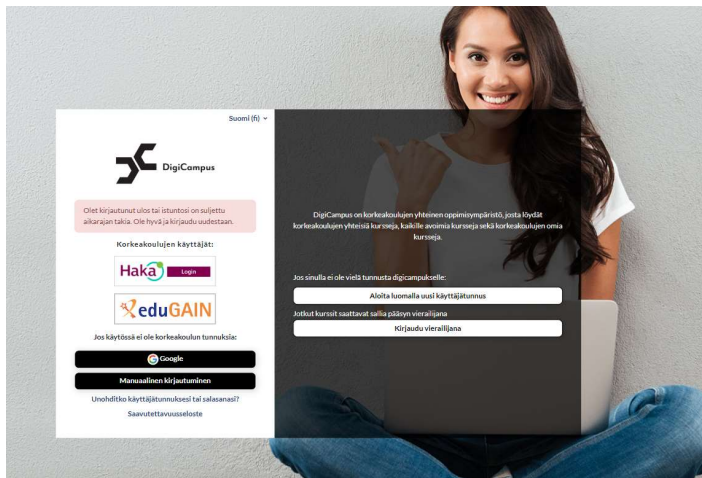 Suomi (fi)
DigiCampus
Olet kirjautunut ulos tai istuntosi on suljettu
aikarajan takia. Ole hyvä ja kirjaudu uudestaan.
Korkeakoulujen käyttäjät:
Haka Login
eduGAIN
Jos käytössä ei ole korkeakoulun tunnuksia:
Google
Manuaalinen kirjautuminen
Unohditko käyttäjätunnuksesi tai salasanasi?
Saavutettavuusseloste
DigiCampus on korkeakoulujen yhteinen oppimisympäristö, josta löydät
korkeakoulujen yhteisiä kursseja, kaikille avoimia kursseja sekä korkeakoulujen omia
kursseja.
Jos sinulla ei ole vielä tunnusta digicampukselle:
Aloita luomalla uusi käyttäjätunnus
Jotkut kurssit saattavat sallia pääsyn vierailijana
Kirjaudu vierailijana